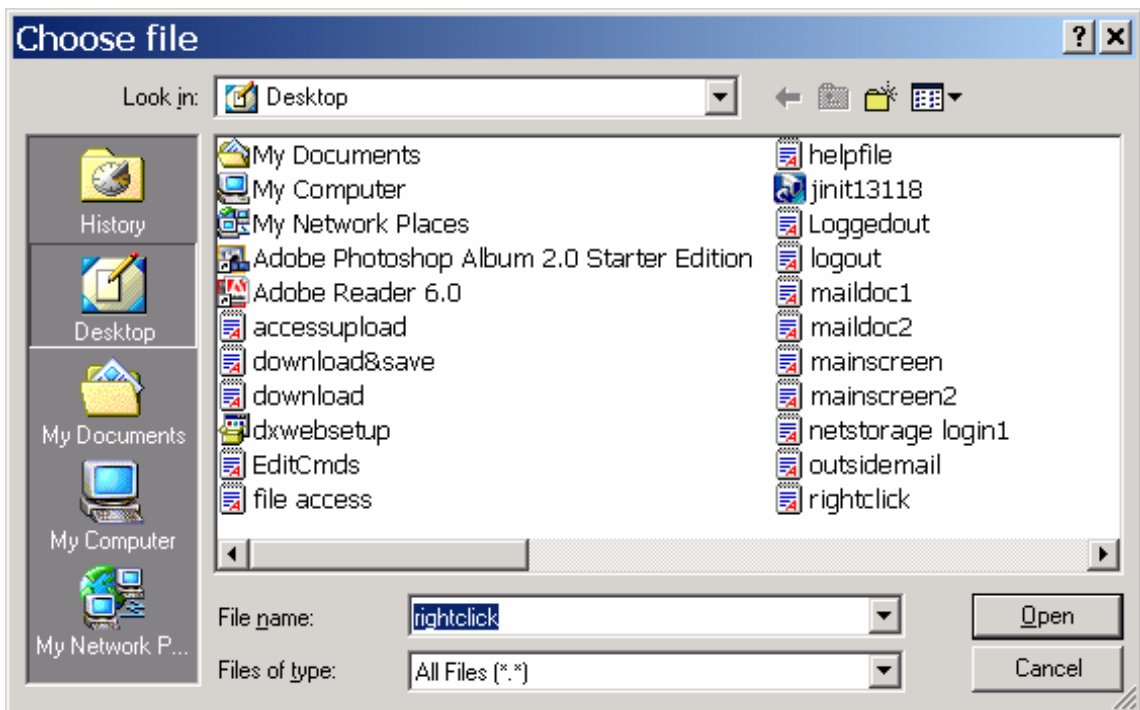 Choose file
Look in:
Desktop
History
Desktop
My Documents
My Computer
My Network P...
My Documents
My Computer
My Network Places
Adobe Photoshop Album 2.0 Starter Edition
Adobe Reader 6.0
accessupload
download&save
download
dxwebsetup
EditCmds
file access
helpfile
jinit13118
Loggedout
logout
maildoc1
maildoc2
mainscreen
mainscreen2
netstorage login1
outsidemail
rightclick
File name:
rightclick
Open
Files of type:
All Files (*.*)
Cancel